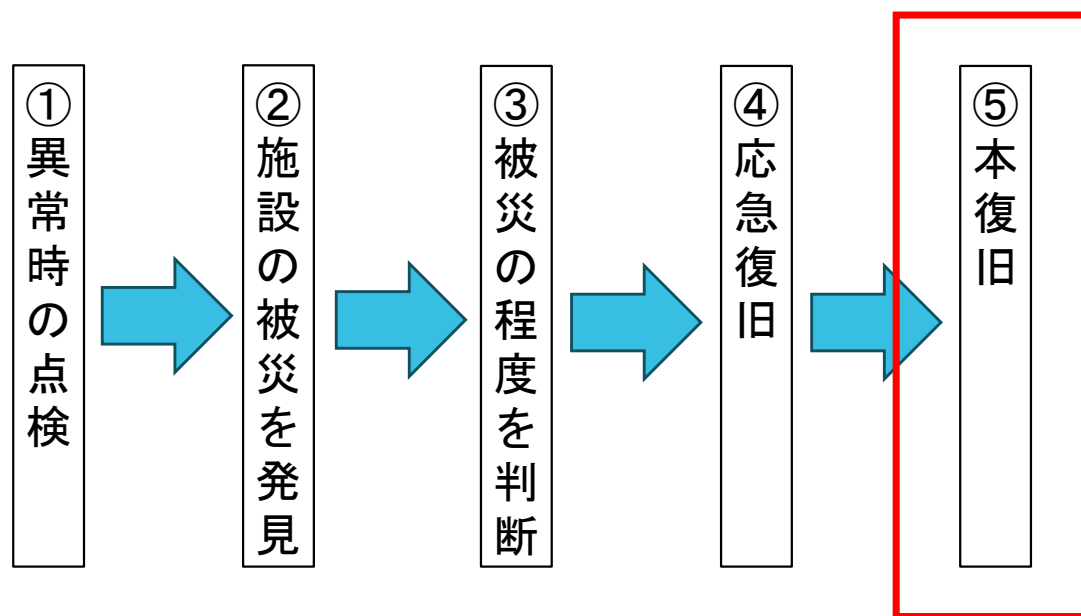 ①異常時の点検
②施設の被災を発見
③被災の程度を判断
④応急復旧
⑤本復旧